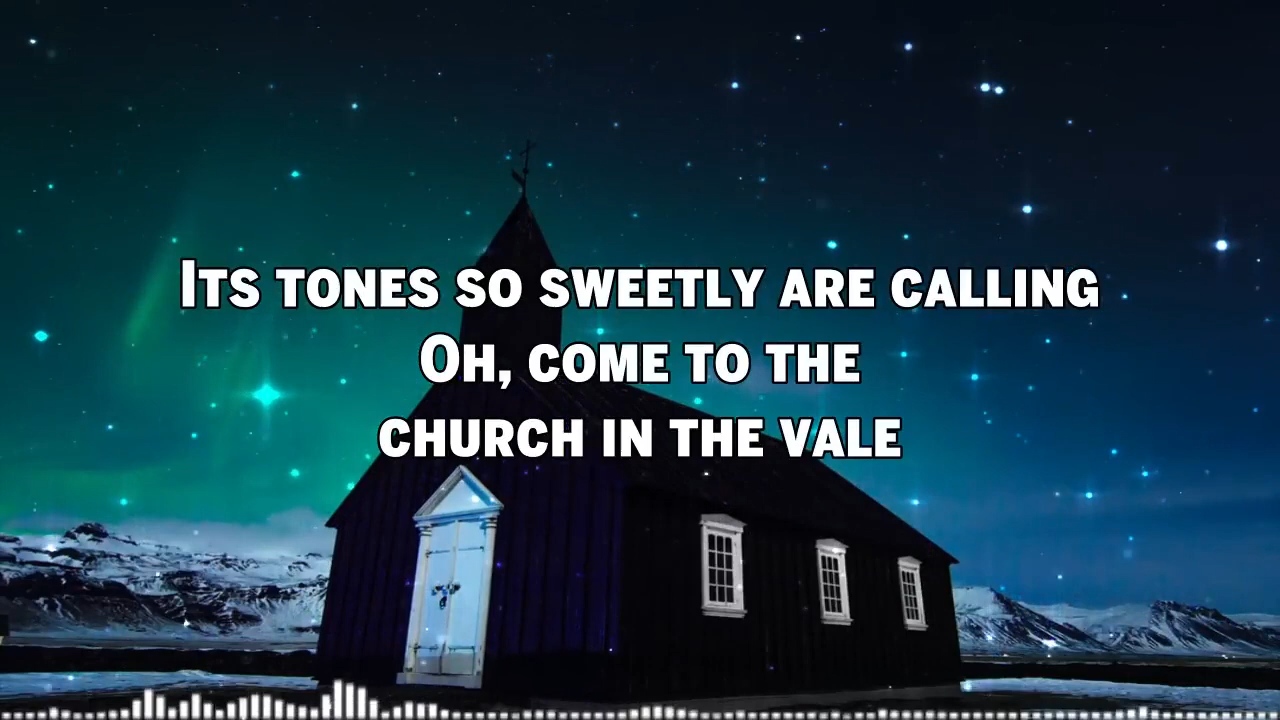 Its tones so sweetly are calling
Oh, come to the
church in the vale